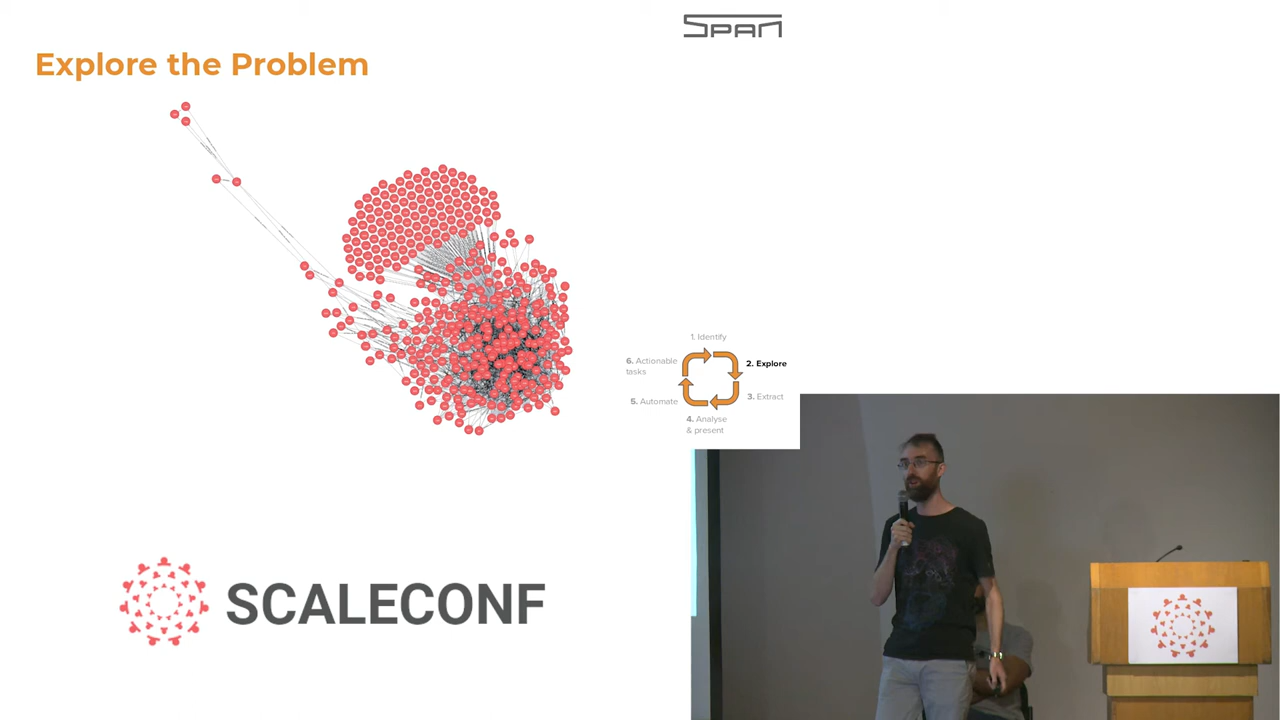 SPAN
Explore the Problem
1. Identify
2. Explore
3. Extract
4. Analyse
& present
5. Automate
6. Actionable
tasks
SCALECONF